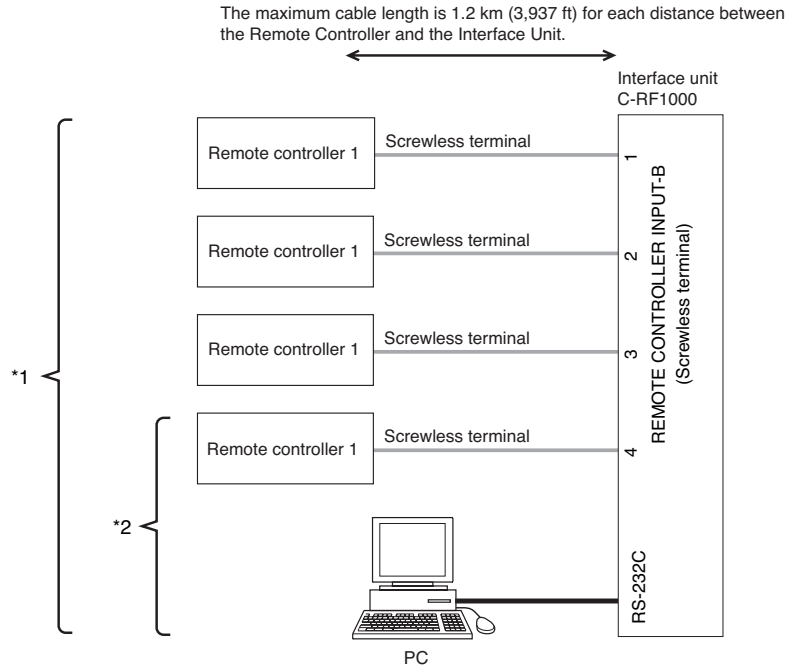 The maximum cable length is 1.2 km (3,937 ft) for each distance between
the Remote Controller and the Interface Unit.
Interface unit
C-RF1000
Remote controller 1
Screwless terminal
1
Remote controller 1
Screwless terminal
2
Remote controller 1
Screwless terminal
3
Remote controller 1
Screwless terminal
4
REMOTE CONTROLLER INPUT-B
(Screwless terminal)
*1
*2
RS-232C
PC